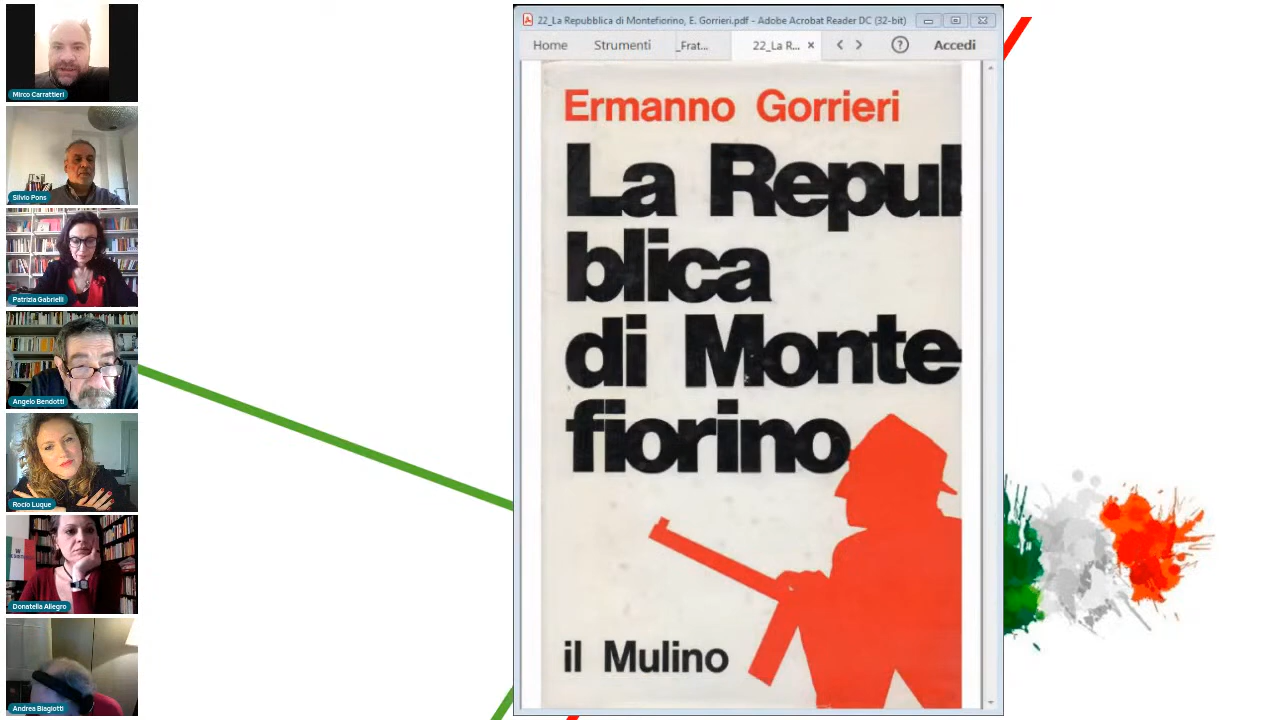 Mirco Carrattieri
Silvio Pons
Patrizia Gabrielli
Angelo Bendotti
Rocío Luque
Donatella Allegro
Andrea Biagiotti
22_La Repubblica di Montefiorino, E. Gorrieri.pdf - Adobe Acrobat Reader DC (32-bit)
Home Strumenti _Frat... 22_La R... × ? Accedi
Ermanno Gorrieri
La Repub
blica
di Monte
fiorino
il Mulino